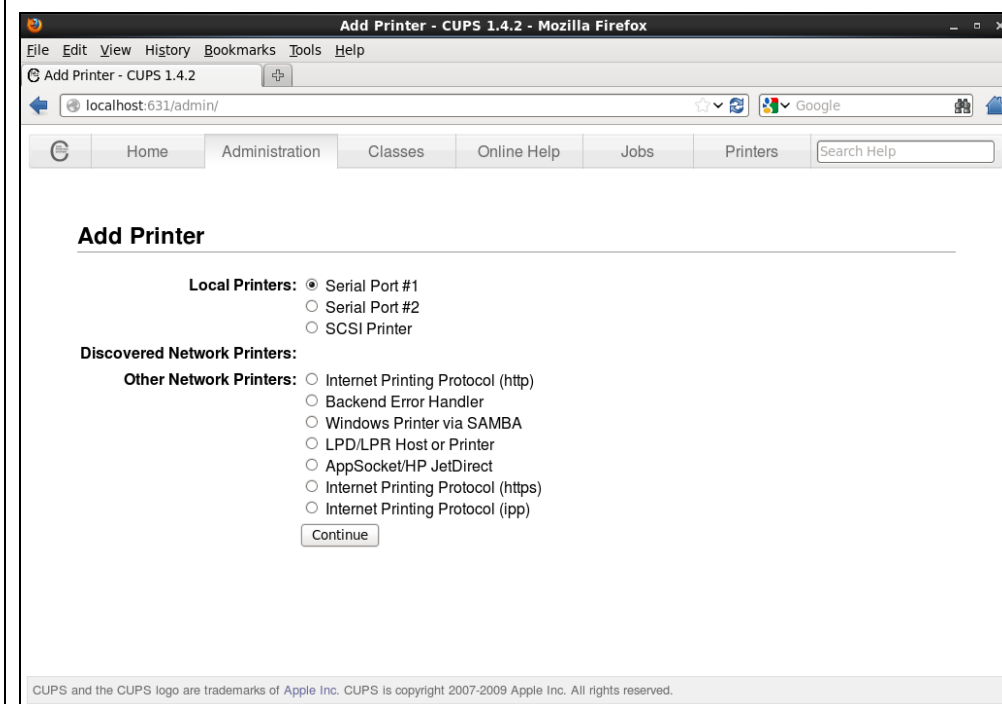 Add Printer - CUPS 1.4.2 - Mozilla Firefox
File Edit View History Bookmarks Tools Help
Add Printer - CUPS 1.4.2
localhost:631/admin/
Google
Home Administration Classes Online Help Jobs Printers Search Help
Add Printer
Local Printers: Serial Port #1
Serial Port #2
SCSI Printer
Discovered Network Printers:
Other Network Printers: Internet Printing Protocol (http)
Backend Error Handler
Windows Printer via SAMBA
LPD/LPR Host or Printer
AppSocket/HP JetDirect
Internet Printing Protocol (https)
Internet Printing Protocol (ipp)
Continue
CUPS and the CUPS logo are trademarks of Apple Inc. CUPS is copyright 2007-2009 Apple Inc. All rights reserved.